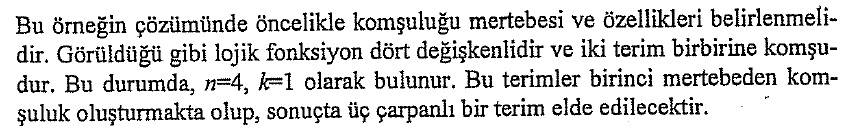 Bu örneğin çözümünde öncelikle komşuluğu mertebesi ve özellikleri belirlenmeli-
dir. Görüldüğü gibi lojik fonksiyon dört değişkenlidir ve iki terim birbirine komşu-
dur. Bu durumda, n=4, k=1 olarak bulunur. Bu terimler birinci mertebeden kom-
şuluk oluşturmakta olup, sonuçta üç çarpanlı bir terim elde edilecektir.